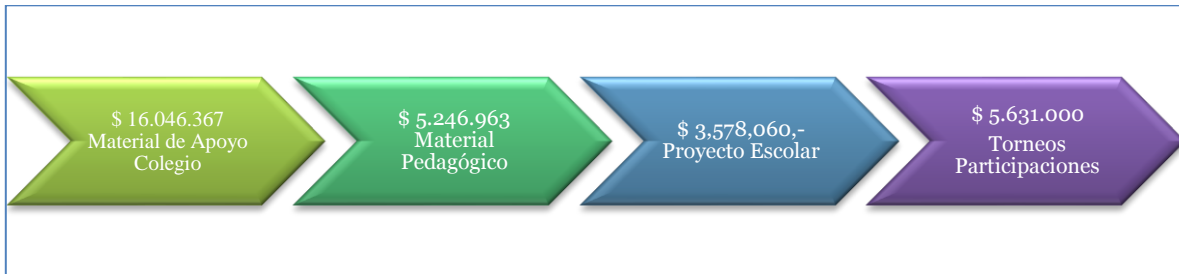 $ 16.046.367
Material de Apoyo
Colegio
$ 5.246.963
Material
Pedagógico
$ 3,578,060,-
Proyecto Escolar
$ 5.631.000
Torneos
Participaciones